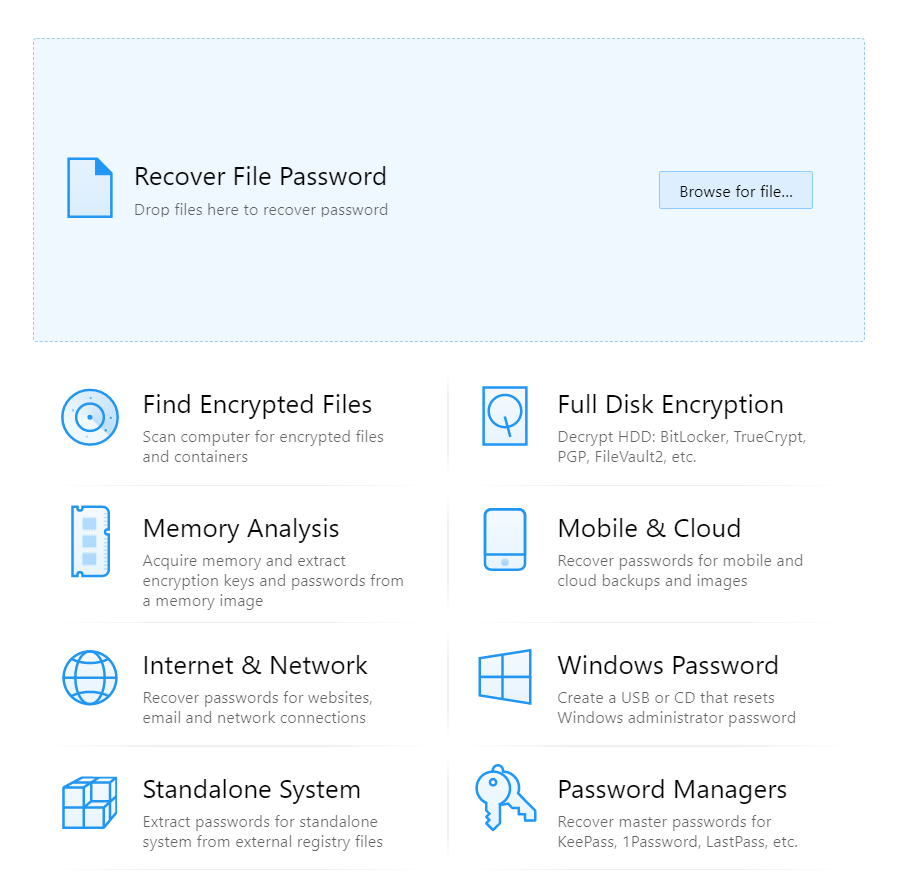 Recover File Password
Drop files here to recover password
Browse for file...
Find Encrypted Files
Scan computer for encrypted files
and containers
Full Disk Encryption
Decrypt HDD: BitLocker, TrueCrypt,
PGP, FileVault2, etc.
Memory Analysis
Acquire memory and extract
encryption keys and passwords from
a memory image
Mobile & Cloud
Recover passwords for mobile and
cloud backups and images
Internet & Network
Recover passwords for websites,
email and network connections
Windows Password
Create a USB or CD that resets
Windows administrator password
Standalone System
Extract passwords for standalone
system from external registry files
Password Managers
Recover master passwords for
KeePass, 1Password, LastPass, etc.